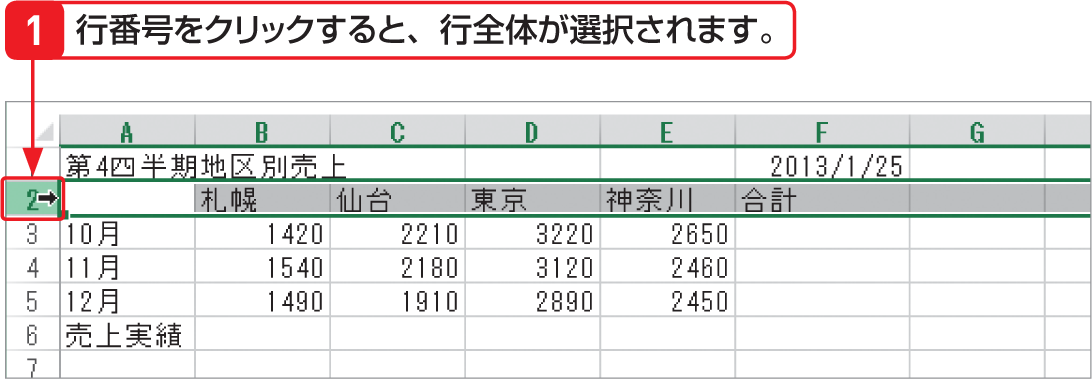 1 行番号をクリックすると、行全体が選択されます。
A B C D E F G
第4四半期地区別売上 2013/1/25
2 札幌 仙台 東京 神奈川 合計
3 10月 1420 2210 3220 2650
4 11月 1540 2180 3120 2460
5 12月 1490 1910 2890 2450
6 売上実績
7